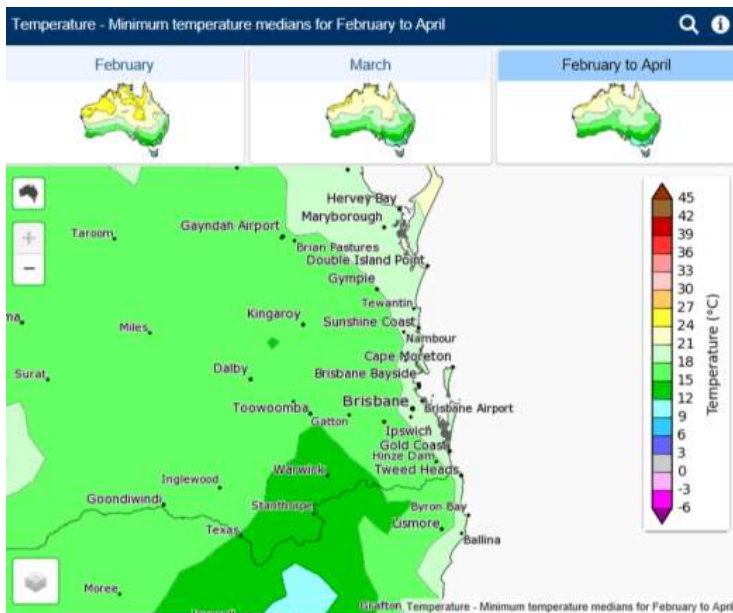 Temperature - Minimum temperature medians for February to April
February
March
February to April
Hervey Bay
Maryborough
Gayndah Airport
Taroom
Brian Pastures
Double Island Point
Gympie
Tewantin
Kingaroy
Sunshine Coast
Miles
Nambour
Cape Moreton
Dalby
Brisbane Bayside
Surat
Brisbane
Toowoomba
Brisbane Airport
Gatton
Ipswich
Gold Coast
Hinze Dam
Warwick
Tweed Heads
Inglewood
Goondiwindi
Stanthorpe
Byron Bay
Texas
Lismore
Ballina
Moree
Grafton
Temperature - Minimum temperature medians for February to April
45
42
39
36
33
30
27
24
21
18
15
12
9
6
3
0
-3
-6
Temperature (°C)